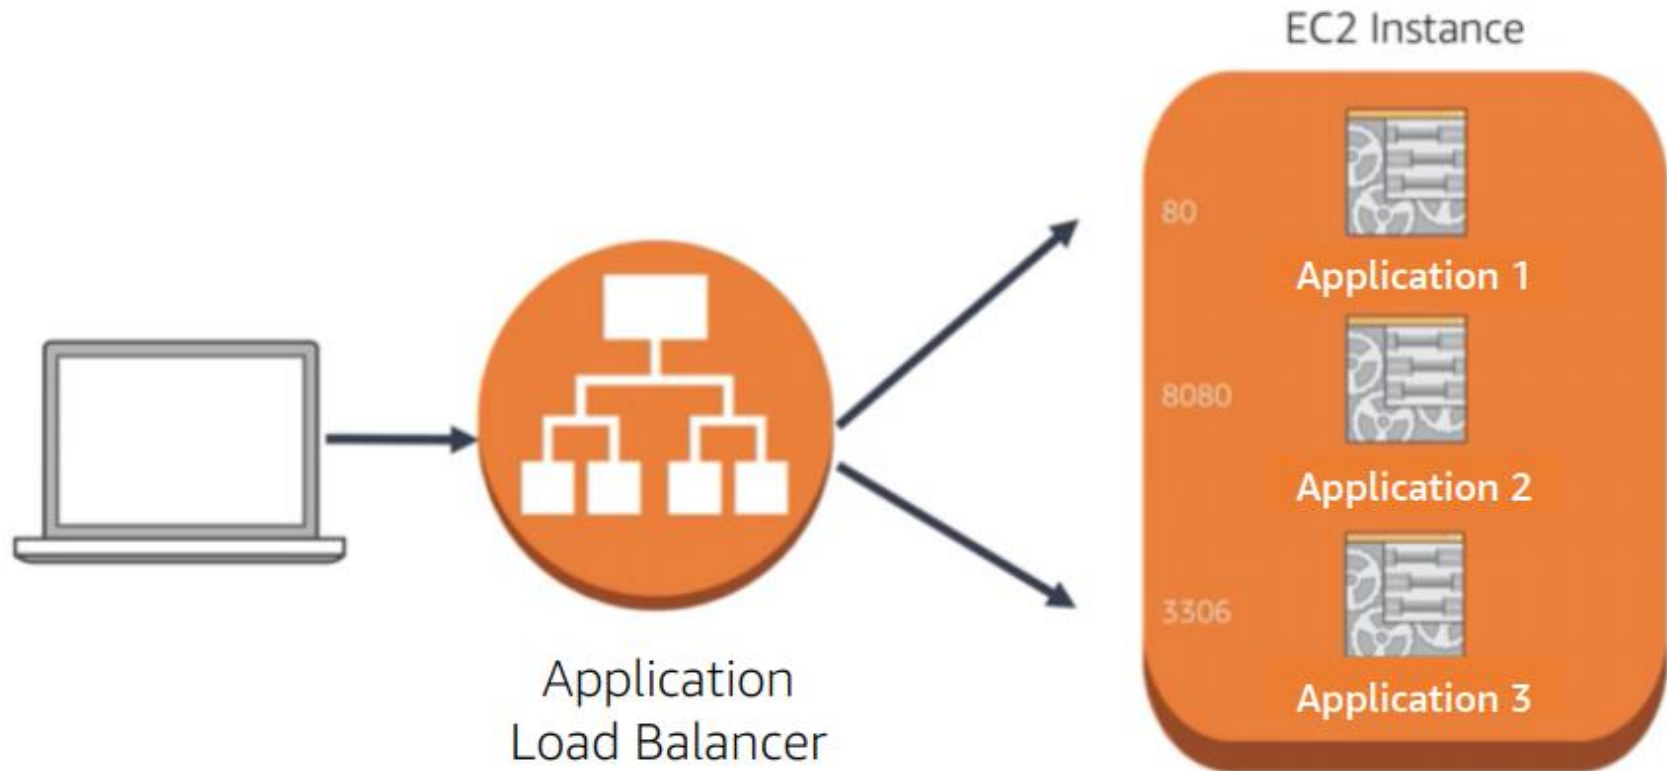 EC2 Instance
80
Application 1
8080
Application 2
3306
Application 3
Application
Load Balancer